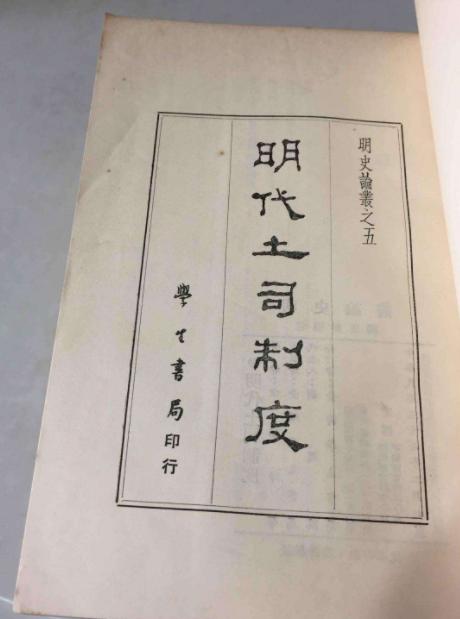 明史論叢之五
明代土司制度
學生書局印行